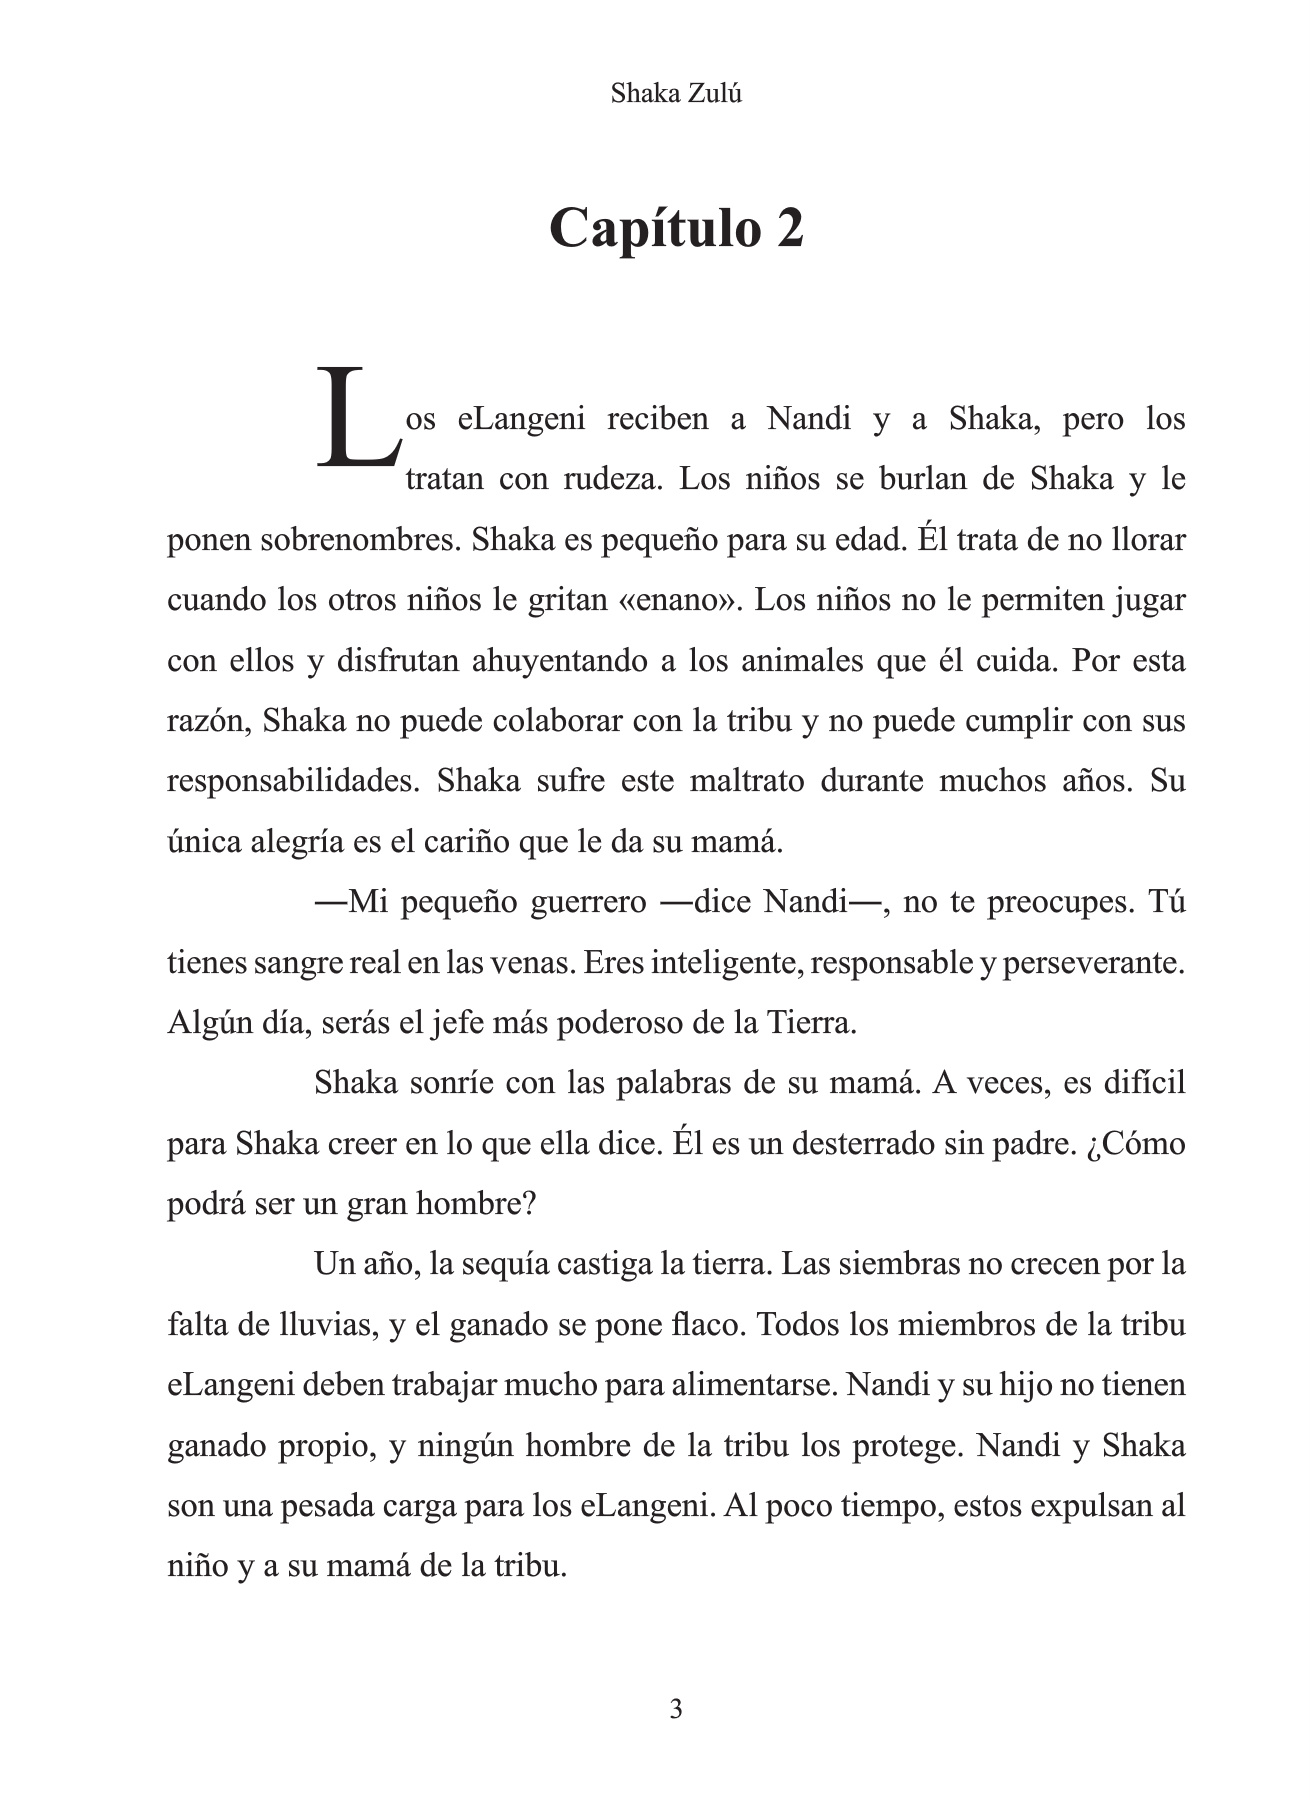 Shaka Zulú
Capítulo 2
Los eLangeni reciben a Nandi y a Shaka, pero los
tratan con rudeza. Los niños se burlan de Shaka y le
ponen sobrenombres. Shaka es pequeño para su edad. Él trata de no llorar
cuando los otros niños le gritan «enano». Los niños no le permiten jugar
con ellos y disfrutan ahuyentando a los animales que él cuida. Por esta
razón, Shaka no puede colaborar con la tribu y no puede cumplir con sus
responsabilidades. Shaka sufre este maltrato durante muchos años. Su
única alegría es el cariño que le da su mamá.
—Mi pequeño guerrero —dice Nandi—, no te preocupes. Tú
tienes sangre real en las venas. Eres inteligente, responsable y perseverante.
Algún día, serás el jefe más poderoso de la Tierra.
Shaka sonríe con las palabras de su mamá. A veces, es difícil
para Shaka creer en lo que ella dice. Él es un desterrado sin padre. ¿Cómo
podrá ser un gran hombre?
Un año, la sequía castiga la tierra. Las siembras no crecen por la
falta de lluvias, y el ganado se pone flaco. Todos los miembros de la tribu
eLangeni deben trabajar mucho para alimentarse. Nandi y su hijo no tienen
ganado propio, y ningún hombre de la tribu los protege. Nandi y Shaka
son una pesada carga para los eLangeni. Al poco tiempo, estos expulsan al
niño y a su mamá de la tribu.
3